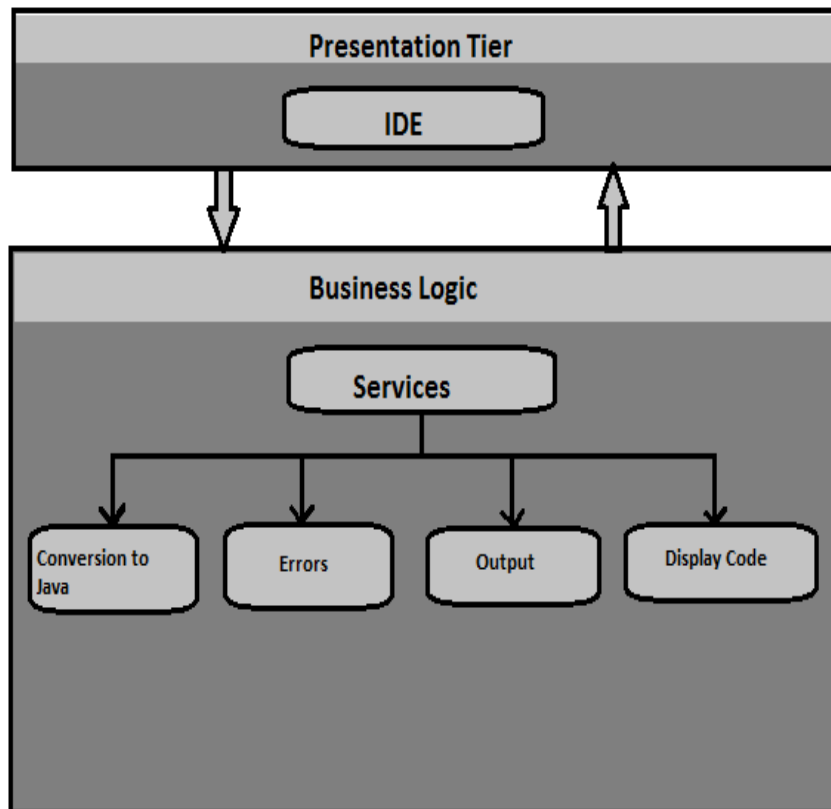 Presentation Tier
IDE
Business Logic
Services
Conversion to
Java
Errors
Output
Display Code